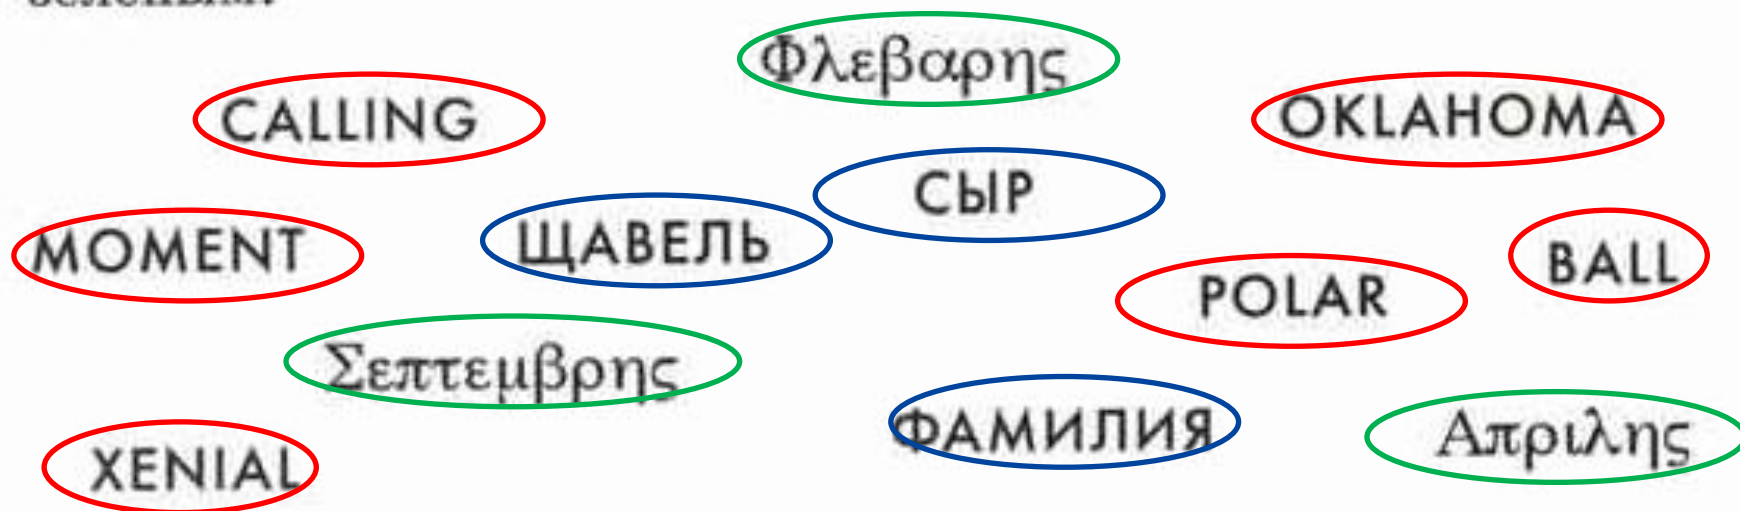 Φλεβαρης
CALLING
OKLAHOMA
СЫР
MOMENT
ЩАВЕЛЬ
BALL
POLAR
Σεπτεμβρης
ФАМИЛИЯ
Απριλης
XENIAL